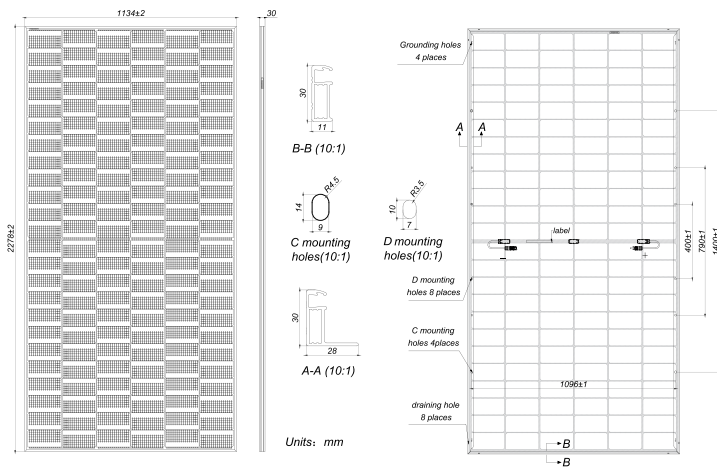 1134±2
30
2278±2
30
11
B-B (10:1)
R4.5
14
9
C mounting
holes(10:1)
R3.5
10
7
D mounting
holes(10:1)
30
28
A-A (10:1)
Units: mm
Grounding holes
4 places
A
A
label
–
+
400±1
790±1
1400±1
D mounting
holes 8 places
C mounting
holes 4places
1096±1
draining hole
8 places
B
B